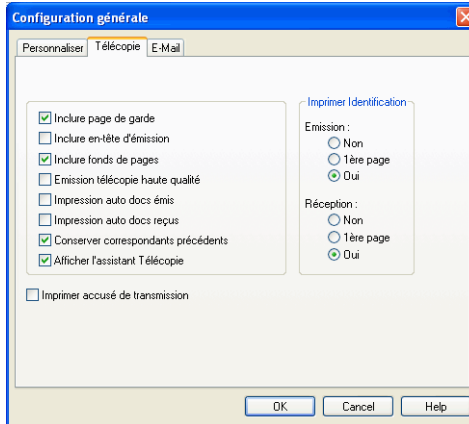 Configuration générale
Personnaliser Télécopie E-Mail
Inclure page de garde
Inclure en-tête d'émission
Inclure fonds de pages
Emission télécopie haute qualité
Impression auto docs émis
Impression auto docs reçus
Conserver correspondants précédents
Afficher l'assistant Télécopie
Imprimer Identification
Emission :
Non
1ère page
Oui
Réception :
Non
1ère page
Oui
Imprimer accusé de transmission
OK Cancel Help